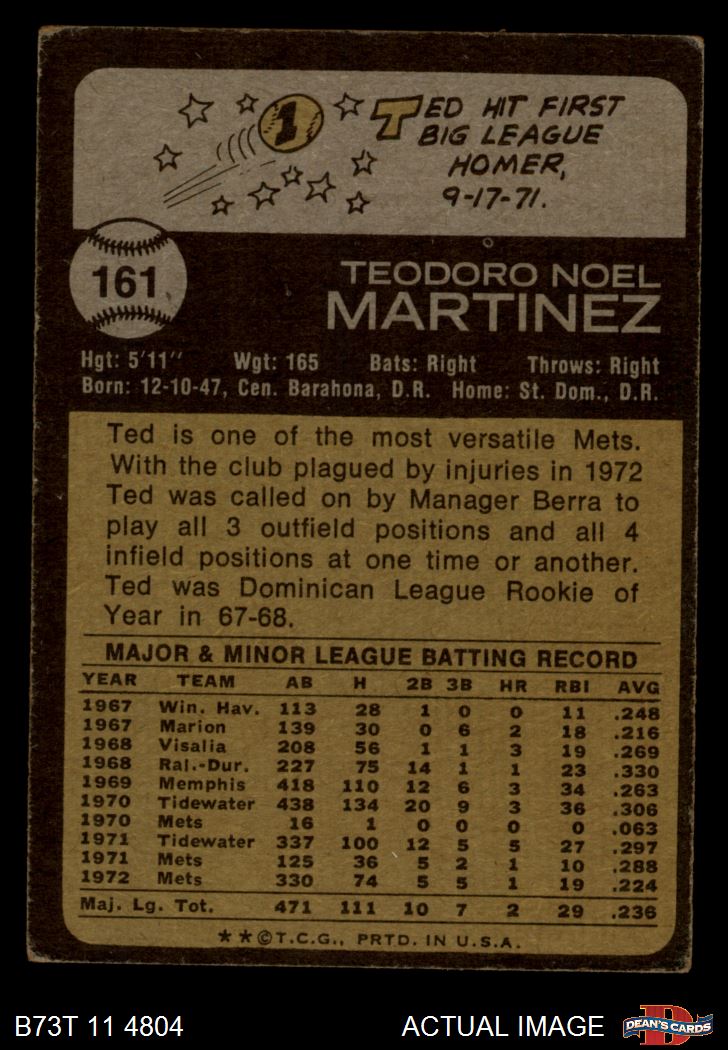 1
TED HIT FIRST
BIG LEAGUE
HOMER,
9-17-71.
161
TEODORO NOEL
MARTINEZ
Hgt: 5'11" Wgt: 165 Bats: Right Throws: Right
Born: 12-10-47, Cen. Barahona, D.R. Home: St. Dom., D.R.
Ted is one of the most versatile Mets.
With the club plagued by injuries in 1972
Ted was called on by Manager Berra to
play all 3 outfield positions and all 4
infield positions at one time or another.
Ted was Dominican League Rookie of
Year in 67-68.
MAJOR & MINOR LEAGUE BATTING RECORD
YEAR TEAM AB H 2B 3B HR RBI AVG
1967 Win. Hav. 113 28 1 0 0 11 .248
1967 Marion 139 30 0 6 2 18 .216
1968 Visalia 208 56 1 1 3 19 .269
1968 Ral.-Dur. 227 75 14 1 1 23 .330
1969 Memphis 418 110 12 6 3 34 .263
1970 Tidewater 438 134 20 9 3 36 .306
1970 Mets 16 1 0 0 0 0 .063
1971 Tidewater 337 100 12 5 5 27 .297
1971 Mets 125 36 5 2 1 10 .288
1972 Mets 330 74 5 5 1 19 .224
Maj. Lg. Tot. 471 111 10 7 2 29 .236
**©T.C.G., PRTD. IN U.S.A.
B73T 11 4804 ACTUAL IMAGE
D
DEAN'S CARDS